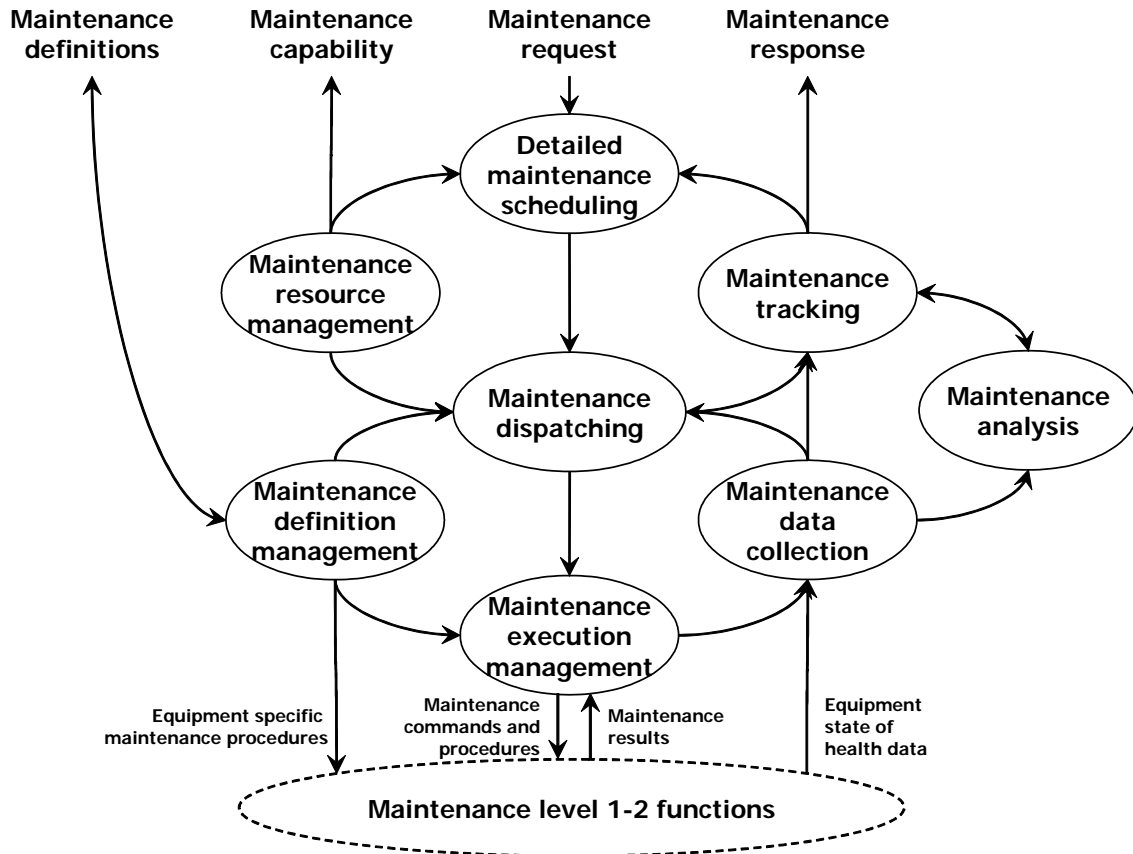 Maintenance
definitions
Maintenance
capability
Maintenance
request
Maintenance
response
Detailed
maintenance
scheduling
Maintenance
resource
management
Maintenance
tracking
Maintenance
dispatching
Maintenance
analysis
Maintenance
definition
management
Maintenance
data
collection
Maintenance
execution
management
Equipment specific
maintenance procedures
Maintenance
commands and
procedures
Maintenance
results
Equipment
state of
health data
Maintenance level 1-2 functions